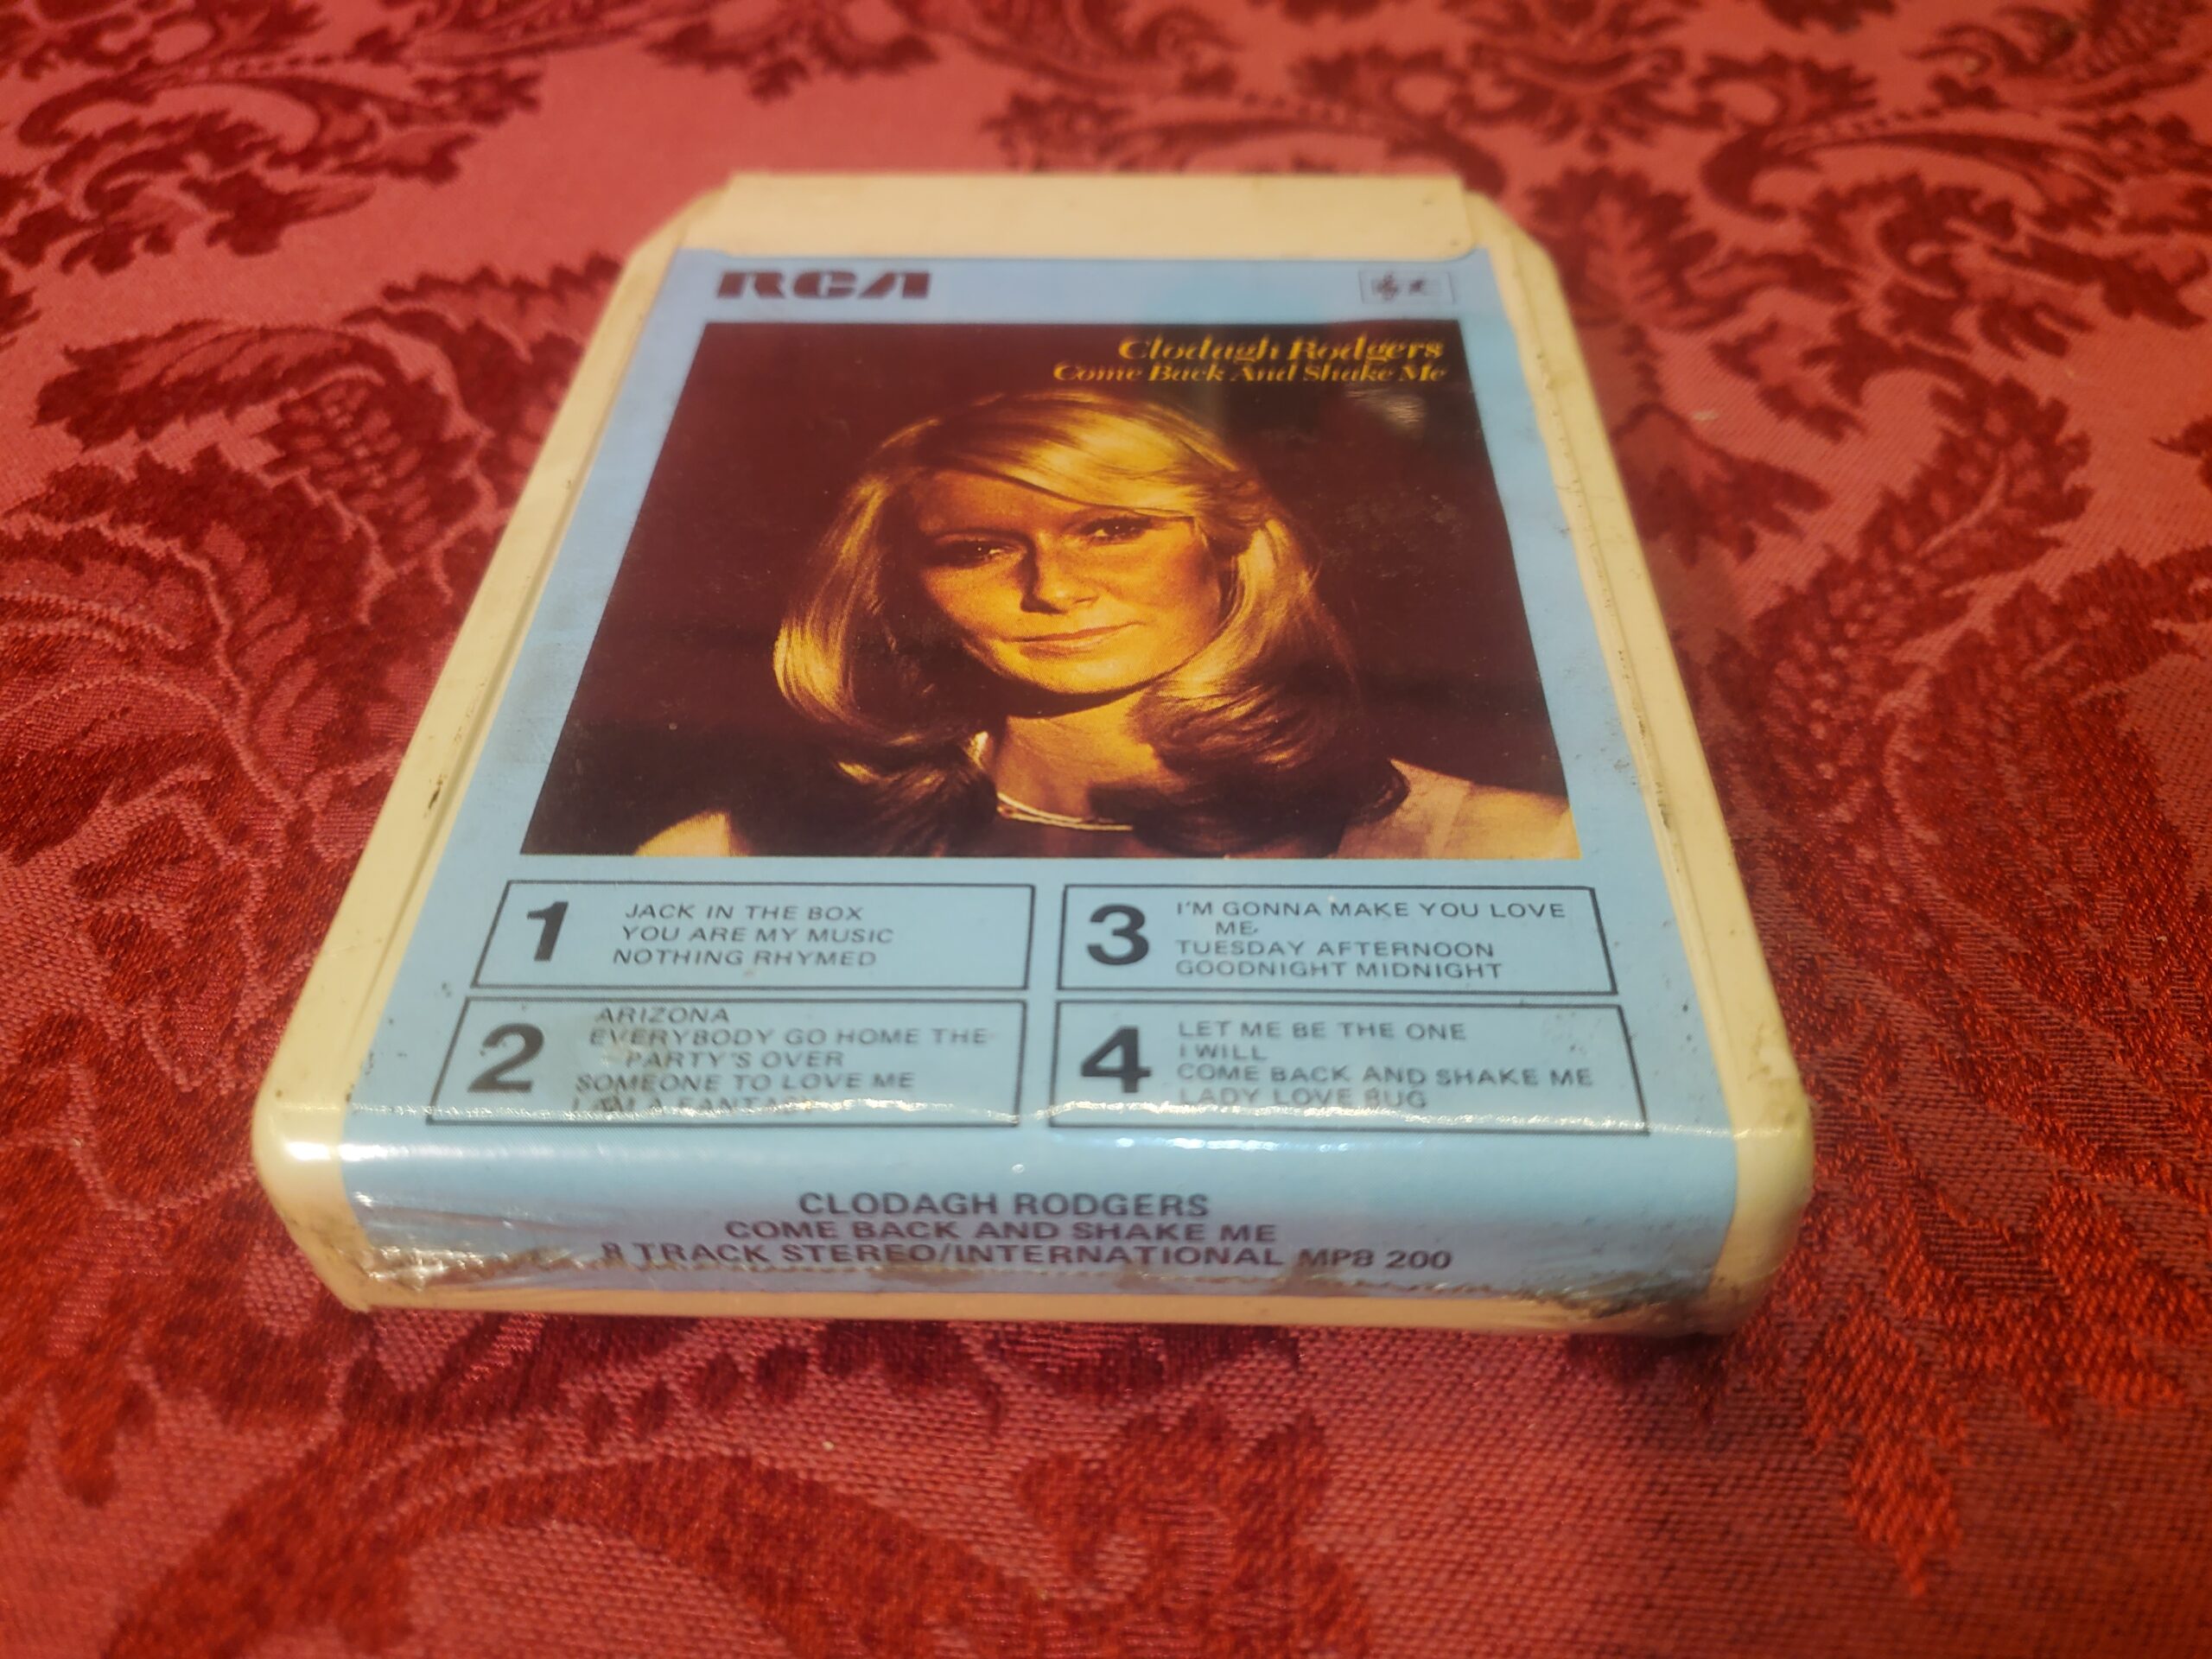 RCA
Clodagh Rodgers
Come Back And Shake Me
1
JACK IN THE BOX
YOU ARE MY MUSIC
NOTHING RHYMED
2
ARIZONA
EVERYBODY GO HOME THE
PARTY'S OVER
SOMEONE TO LOVE ME
I AM A FANTASY
3
I'M GONNA MAKE YOU LOVE
ME
TUESDAY AFTERNOON
GOODNIGHT MIDNIGHT
4
LET ME BE THE ONE
I WILL
COME BACK AND SHAKE ME
LADY LOVE BUG
CLODAGH RODGERS
COME BACK AND SHAKE ME
8 TRACK STEREO/INTERNATIONAL MP8 200